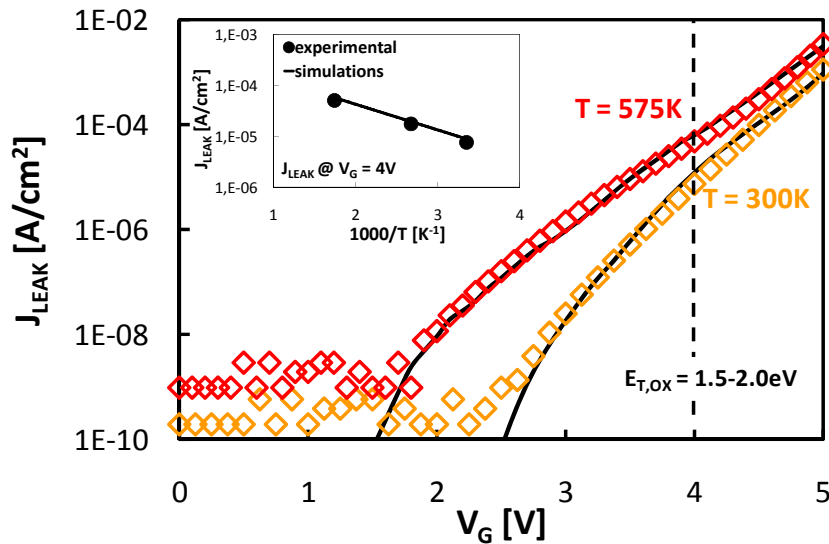 1E-02
1E-04
1E-06
1E-08
1E-10
J_LEAK [A/cm²]
0 1 2 3 4 5
V_G [V]
T = 575K
T = 300K
E_T,OX = 1.5-2.0eV
1,E-03
1,E-04
1,E-05
1,E-06
J_LEAK [A/cm²]
experimental
simulations
J_LEAK @ V_G = 4V
1 2 3 4
1000/T [K⁻¹]